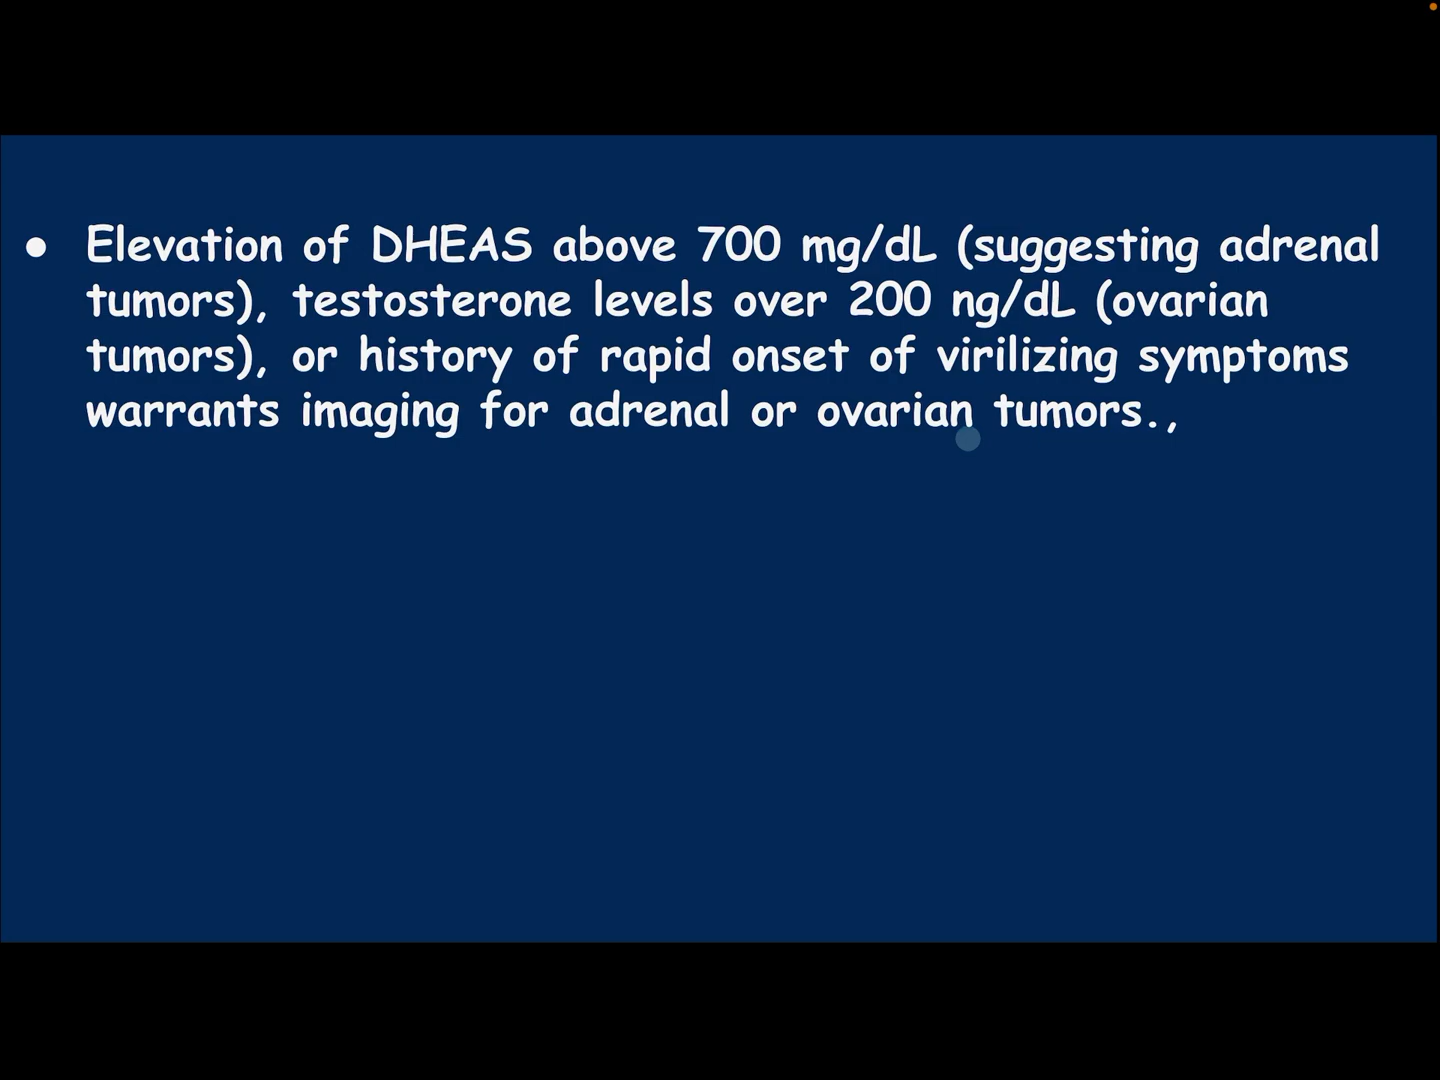 ● Elevation of DHEAS above 700 mg/dL (suggesting adrenal
tumors), testosterone levels over 200 ng/dL (ovarian
tumors), or history of rapid onset of virilizing symptoms
warrants imaging for adrenal or ovarian tumors.,